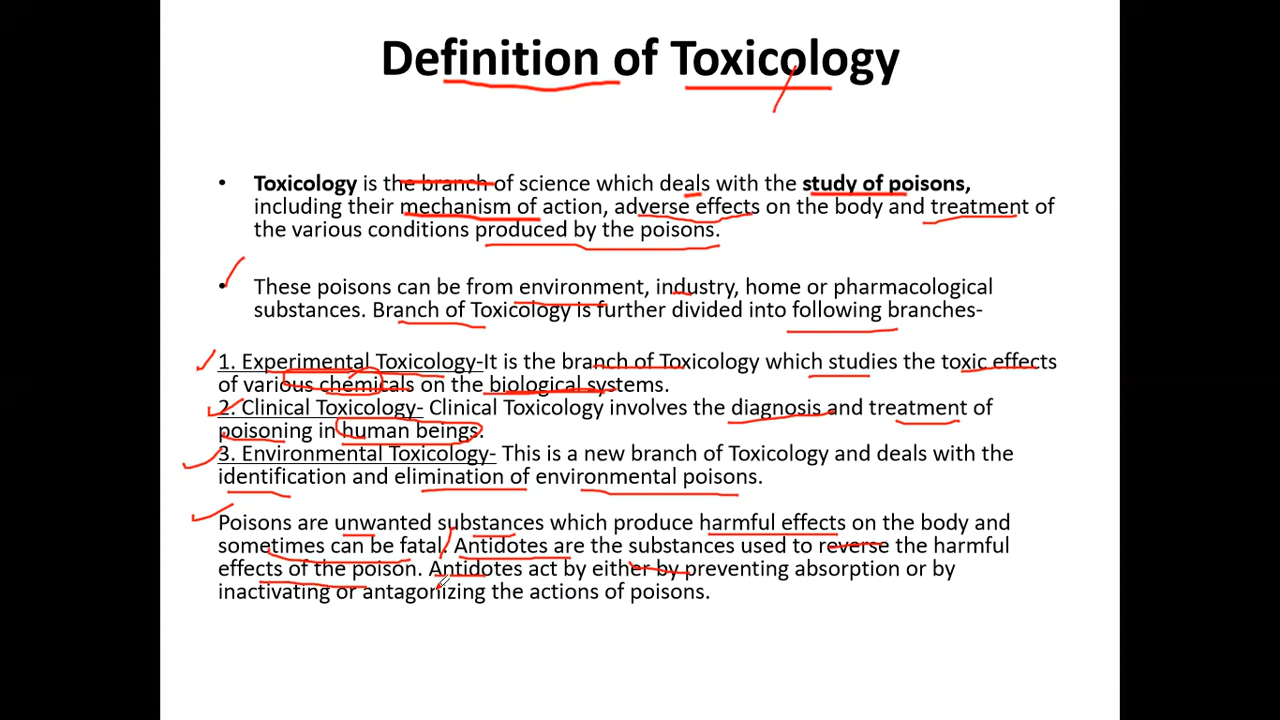 Definition of Toxicology
• Toxicology is the branch of science which deals with the study of poisons,
including their mechanism of action, adverse effects on the body and treatment of
the various conditions produced by the poisons.
• These poisons can be from environment, industry, home or pharmacological
substances. Branch of Toxicology is further divided into following branches-
1. Experimental Toxicology-It is the branch of Toxicology which studies the toxic effects
of various chemicals on the biological systems.
2. Clinical Toxicology- Clinical Toxicology involves the diagnosis and treatment of
poisoning in human beings.
3. Environmental Toxicology- This is a new branch of Toxicology and deals with the
identification and elimination of environmental poisons.
Poisons are unwanted substances which produce harmful effects on the body and
sometimes can be fatal. Antidotes are the substances used to reverse the harmful
effects of the poison. Antidotes act by either by preventing absorption or by
inactivating or antagonizing the actions of poisons.